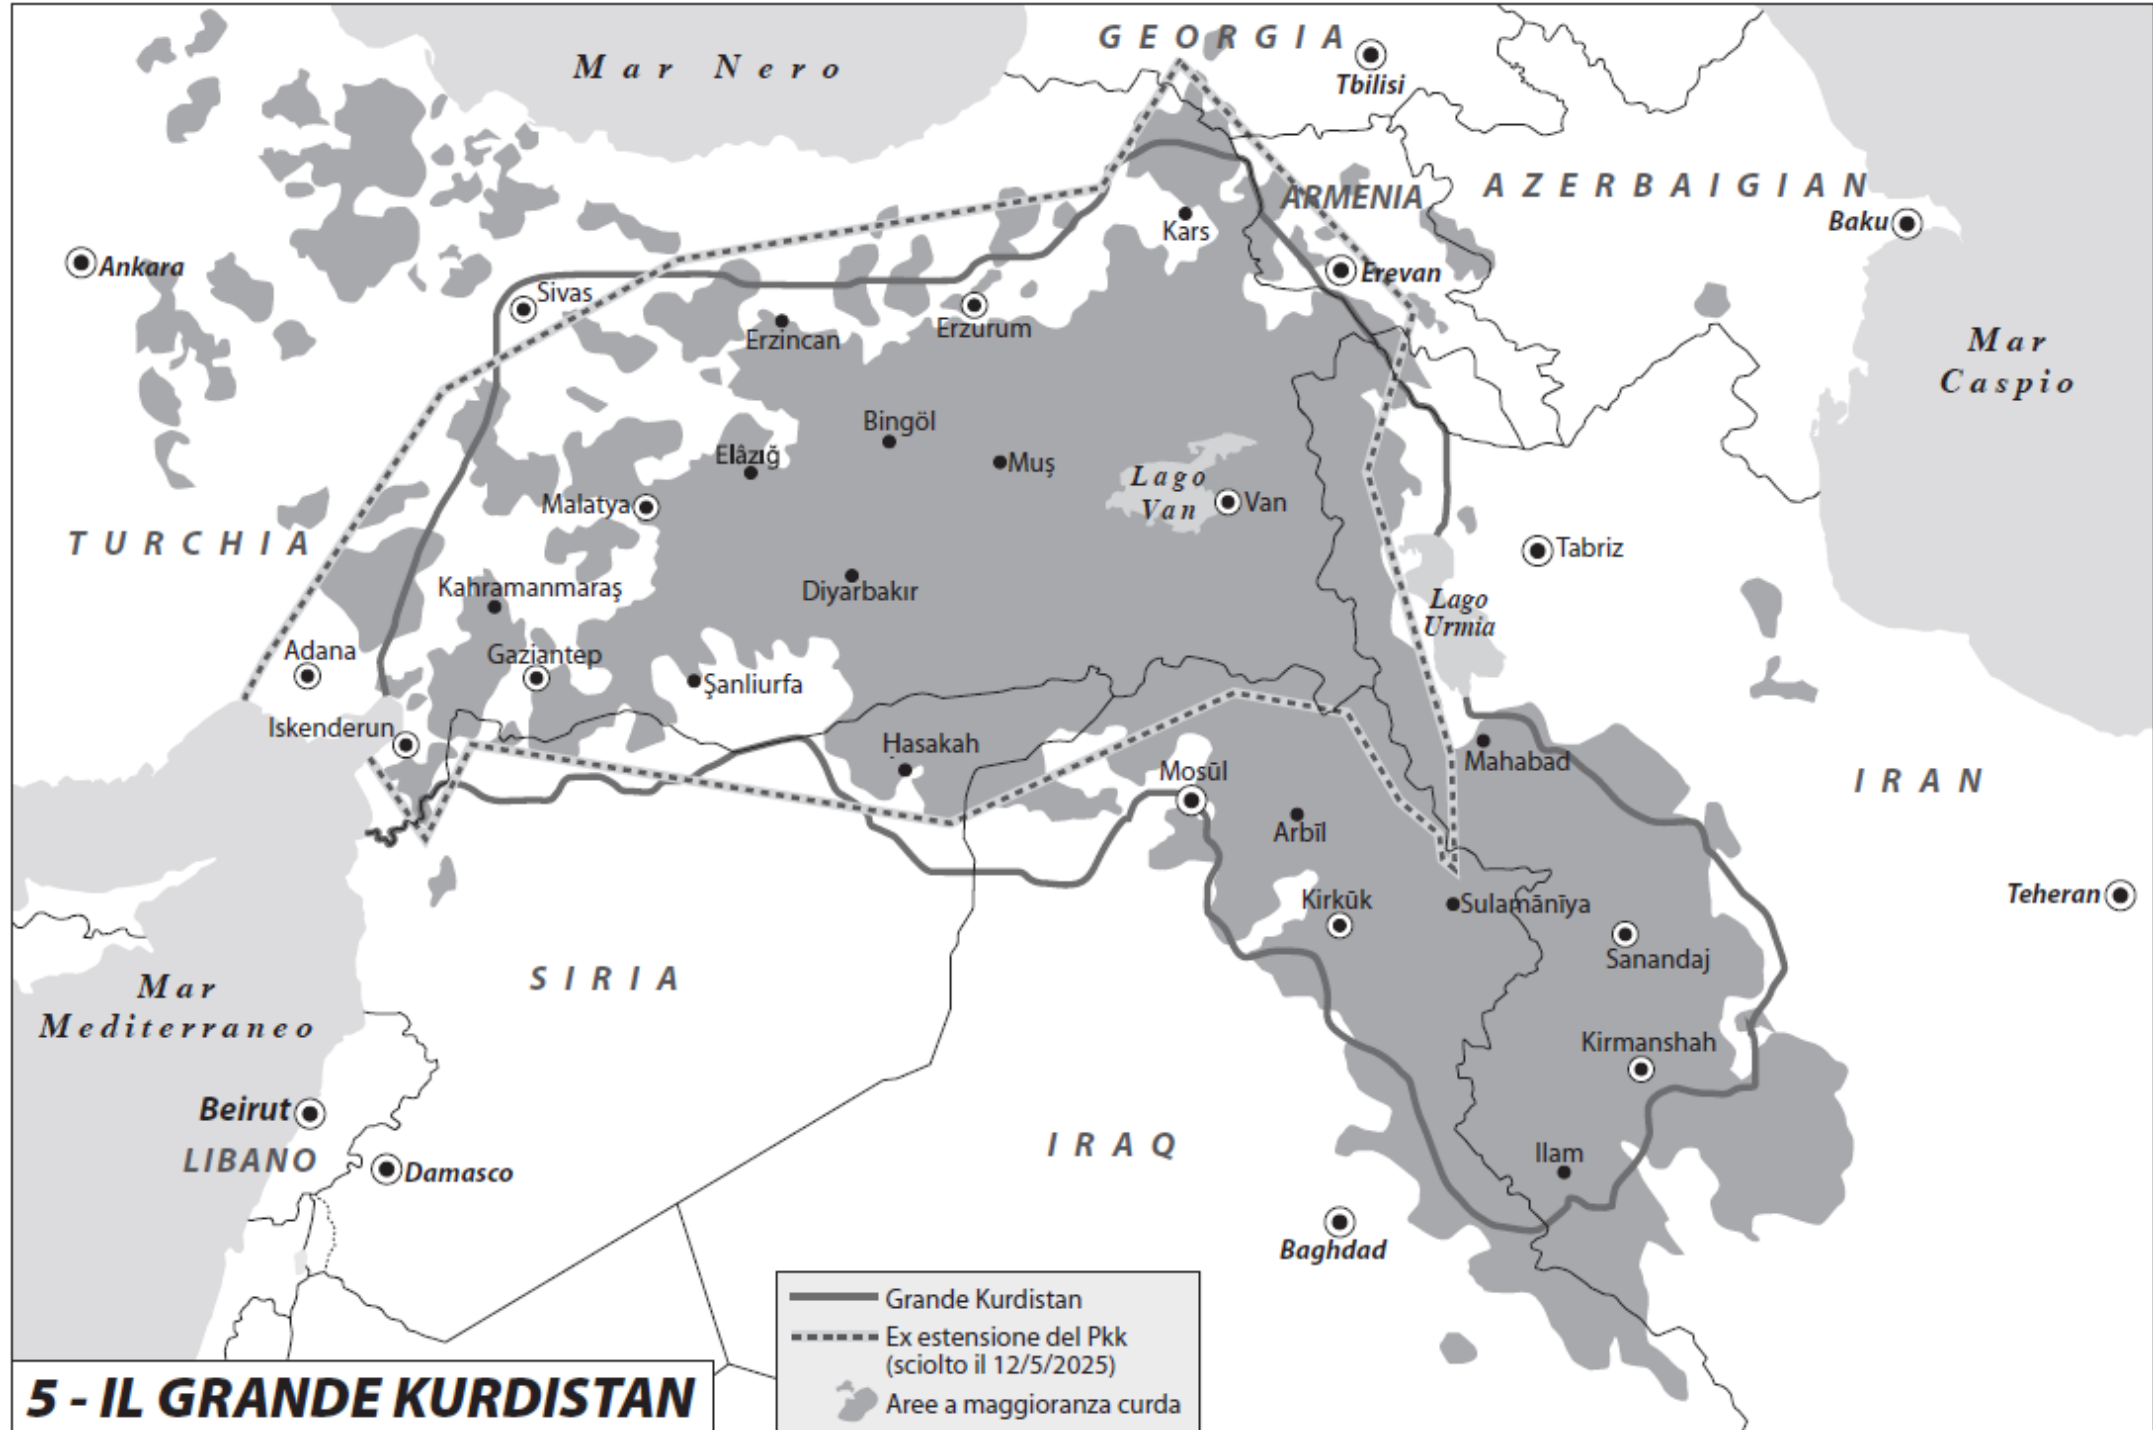 GEORGIA
Mar Nero
Tbilisi
ARMENIA
AZERBAIGIAN
Baku
Kars
Ankara
Erevan
Sivas
Erzincan
Erzurum
Mar
Caspio
Bingöl
Elâzığ
Muş
Malatya
Lago
Van
Van
TURCHIA
Tabriz
Kahramanmaraş
Diyarbakır
Lago
Urmia
Adana
Gaziantep
Şanliurfa
Iskenderun
Hasakah
Mahabad
Mosūl
IRAN
Arbīl
Kirkūk
Sulamānīya
Teheran
Sanandaj
SIRIA
Mar
Mediterraneo
Kirmanshah
Beirut
LIBANO
Damasco
IRAQ
Ilam
Baghdad
Grande Kurdistan
Ex estensione del Pkk
(sciolto il 12/5/2025)
Aree a maggioranza curda
5 - IL GRANDE KURDISTAN